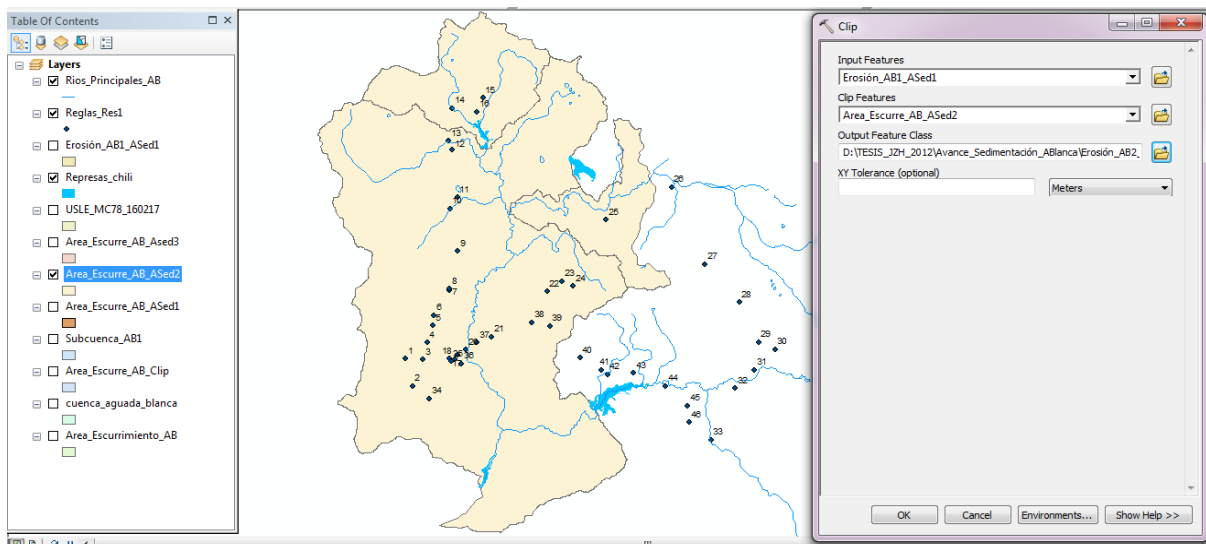 Table Of Contents
Layers
Rios_Principales_AB
Reglas_Res1
Erosión_AB1_ASed1
Represas_chili
USLE_MC78_160217
Area_Escurre_AB_Ased3
Area_Escurre_AB_ASed2
Area_Escurre_AB_ASed1
Subcuenca_AB1
Area_Escurre_AB_Clip
cuenca_aguada_blanca
Area_Escurrimiento_AB
15
14
16
13
12
26
11
10
25
9
27
23
8
22
24
7
28
6
5
38
39
37
21
4
29
30
1
3
18
40
41
42
43
31
2
44
32
34
45
46
33
Clip
Input Features
Erosión_AB1_ASed1
Clip Features
Area_Escurre_AB_ASed2
Output Feature Class
D:\TESIS_JZH_2012\Avance_Sedimentación_ABlanca\Erosión_AB2_
XY Tolerance (optional)
Meters
OK
Cancel
Environments...
Show Help >>